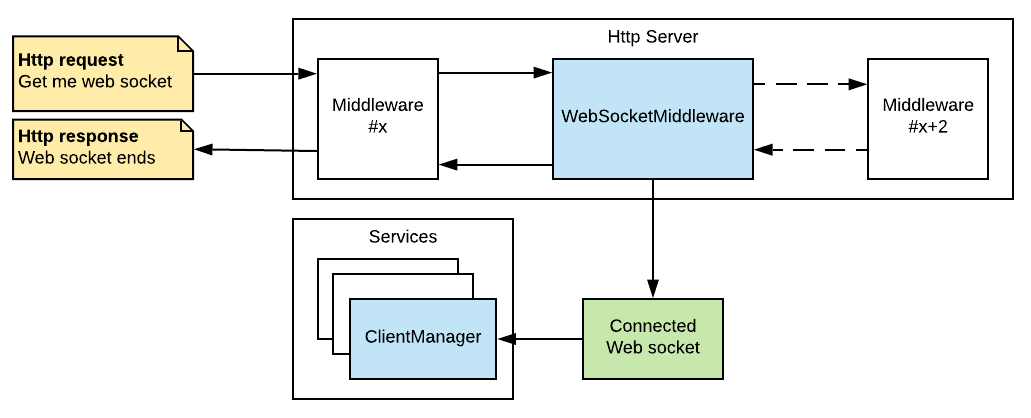 Http Server
Http request
Get me web socket
Http response
Web socket ends
Middleware
#x
WebSocketMiddleware
Middleware
#x+2
Services
ClientManager
Connected
Web socket